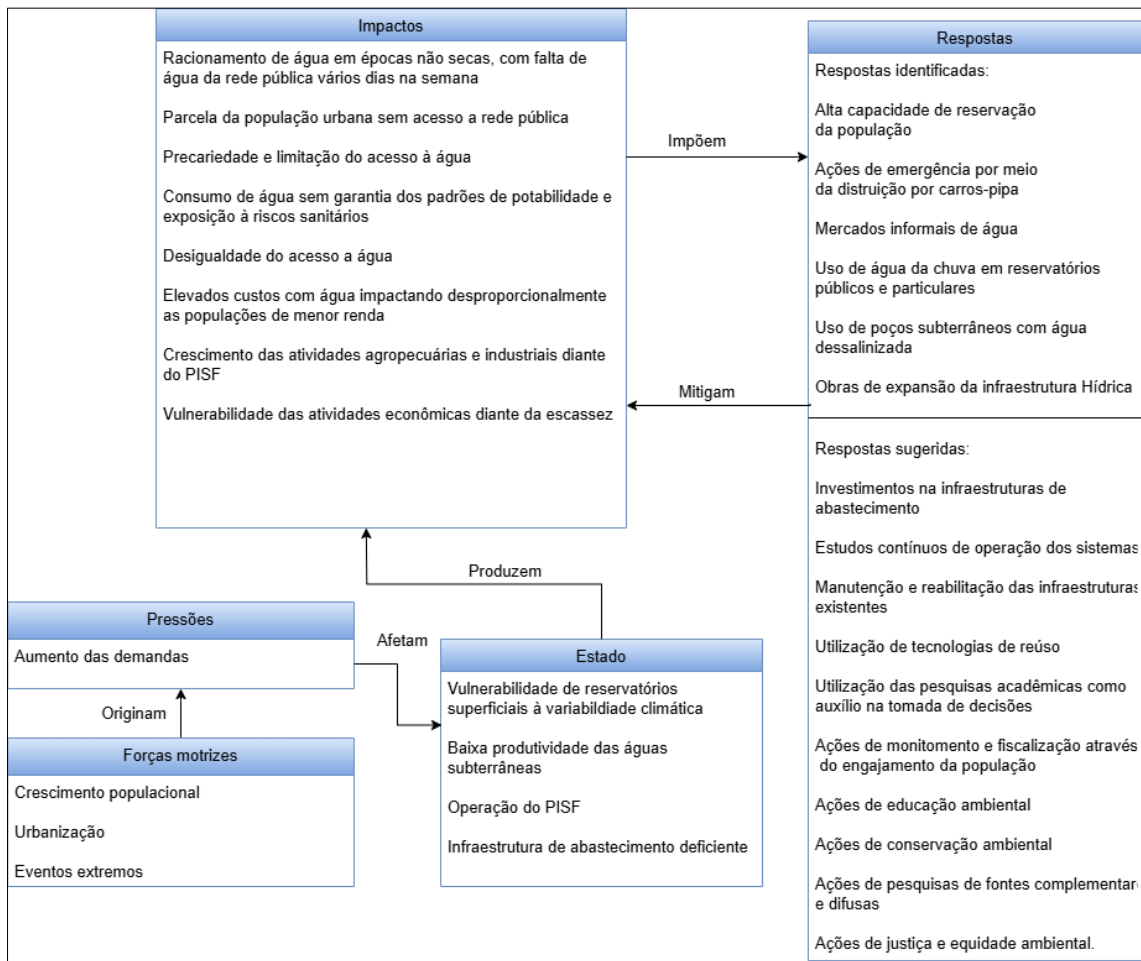 Impactos
Racionamento de água em épocas não secas, com falta de
água da rede pública vários dias na semana
Parcela da população urbana sem acesso a rede pública
Precariedade e limitação do acesso à água
Consumo de água sem garantia dos padrões de potabilidade e
exposição à riscos sanitários
Desigualdade do acesso a água
Elevados custos com água impactando desproporcionalmente
as populações de menor renda
Crescimento das atividades agropecuárias e industriais diante
do PISF
Vulnerabilidade das atividades econômicas diante da escassez
Impõem
Mitigam
Respostas
Respostas identificadas:
Alta capacidade de reservação
da população
Ações de emergência por meio
da distruição por carros-pipa
Mercados informais de água
Uso de água da chuva em reservatórios
públicos e particulares
Uso de poços subterrâneos com água
dessalinizada
Obras de expansão da infraestrutura Hídrica
Respostas sugeridas:
Investimentos na infraestruturas de
abastecimento
Estudos contínuos de operação dos sistemas
Manutenção e reabilitação das infraestruturas
existentes
Utilização de tecnologias de reúso
Utilização das pesquisas acadêmicas como
auxílio na tomada de decisões
Ações de monitomento e fiscalização através
do engajamento da população
Ações de educação ambiental
Ações de conservação ambiental
Ações de pesquisas de fontes complementar
e difusas
Ações de justiça e equidade ambiental.
Produzem
Pressões
Aumento das demandas
Afetam
Originam
Forças motrizes
Crescimento populacional
Urbanização
Eventos extremos
Estado
Vulnerabilidade de reservatórios
superficiais à variabildiade climática
Baixa produtividade das águas
subterrâneas
Operação do PISF
Infraestrutura de abastecimento deficiente